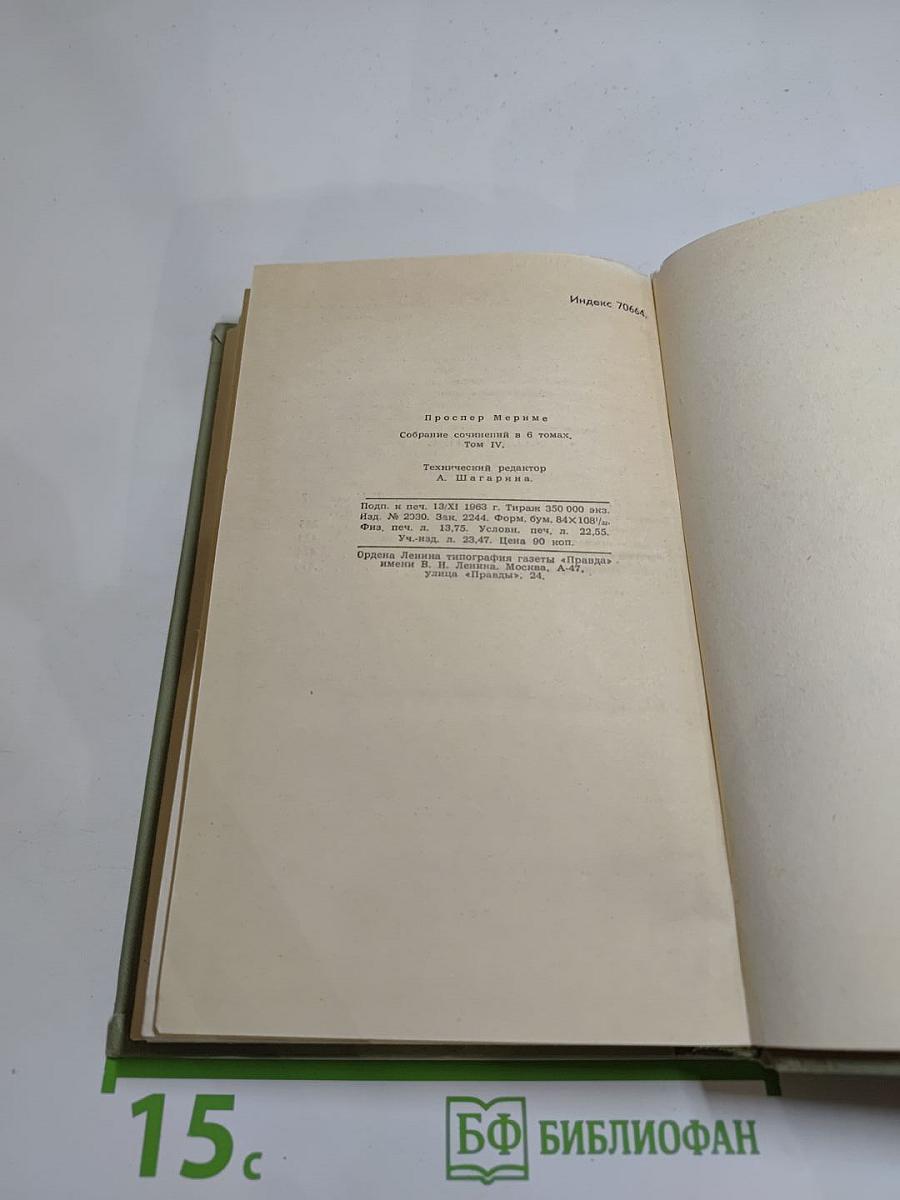 Индекс 70664.
Проспер Мериме
Собрание сочинений в 6 томах.
Том IV.
Технический редактор
А. Шагарина.
Подп. к печ. 13/XI 1963 г. Тираж 350 000 экз.
Изд. № 2030. Зак. 2244. Форм. бум. 84×108¹/₃₂.
Физ. печ. л. 13,75. Условн. печ. л. 22,55.
Уч.-изд. л. 23,47. Цена 90 коп.
Ордена Ленина типография газеты «Правда»
имени В. И. Ленина. Москва, А-47,
улица «Правды», 24.
15 с
БФ БИБЛИОФАН